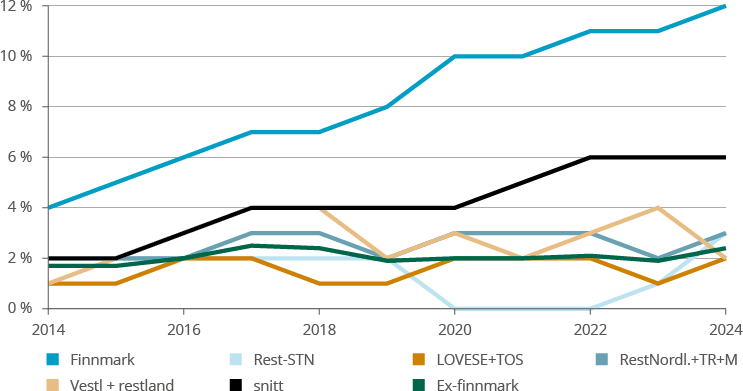 12 %
10 %
8 %
6 %
4 %
2 %
0 %
2014 2016 2018 2020 2022 2024
Finnmark Rest-STN LOVESE+TOS RestNordl.+TR+M
Vestl + restland snitt Ex-finnmark